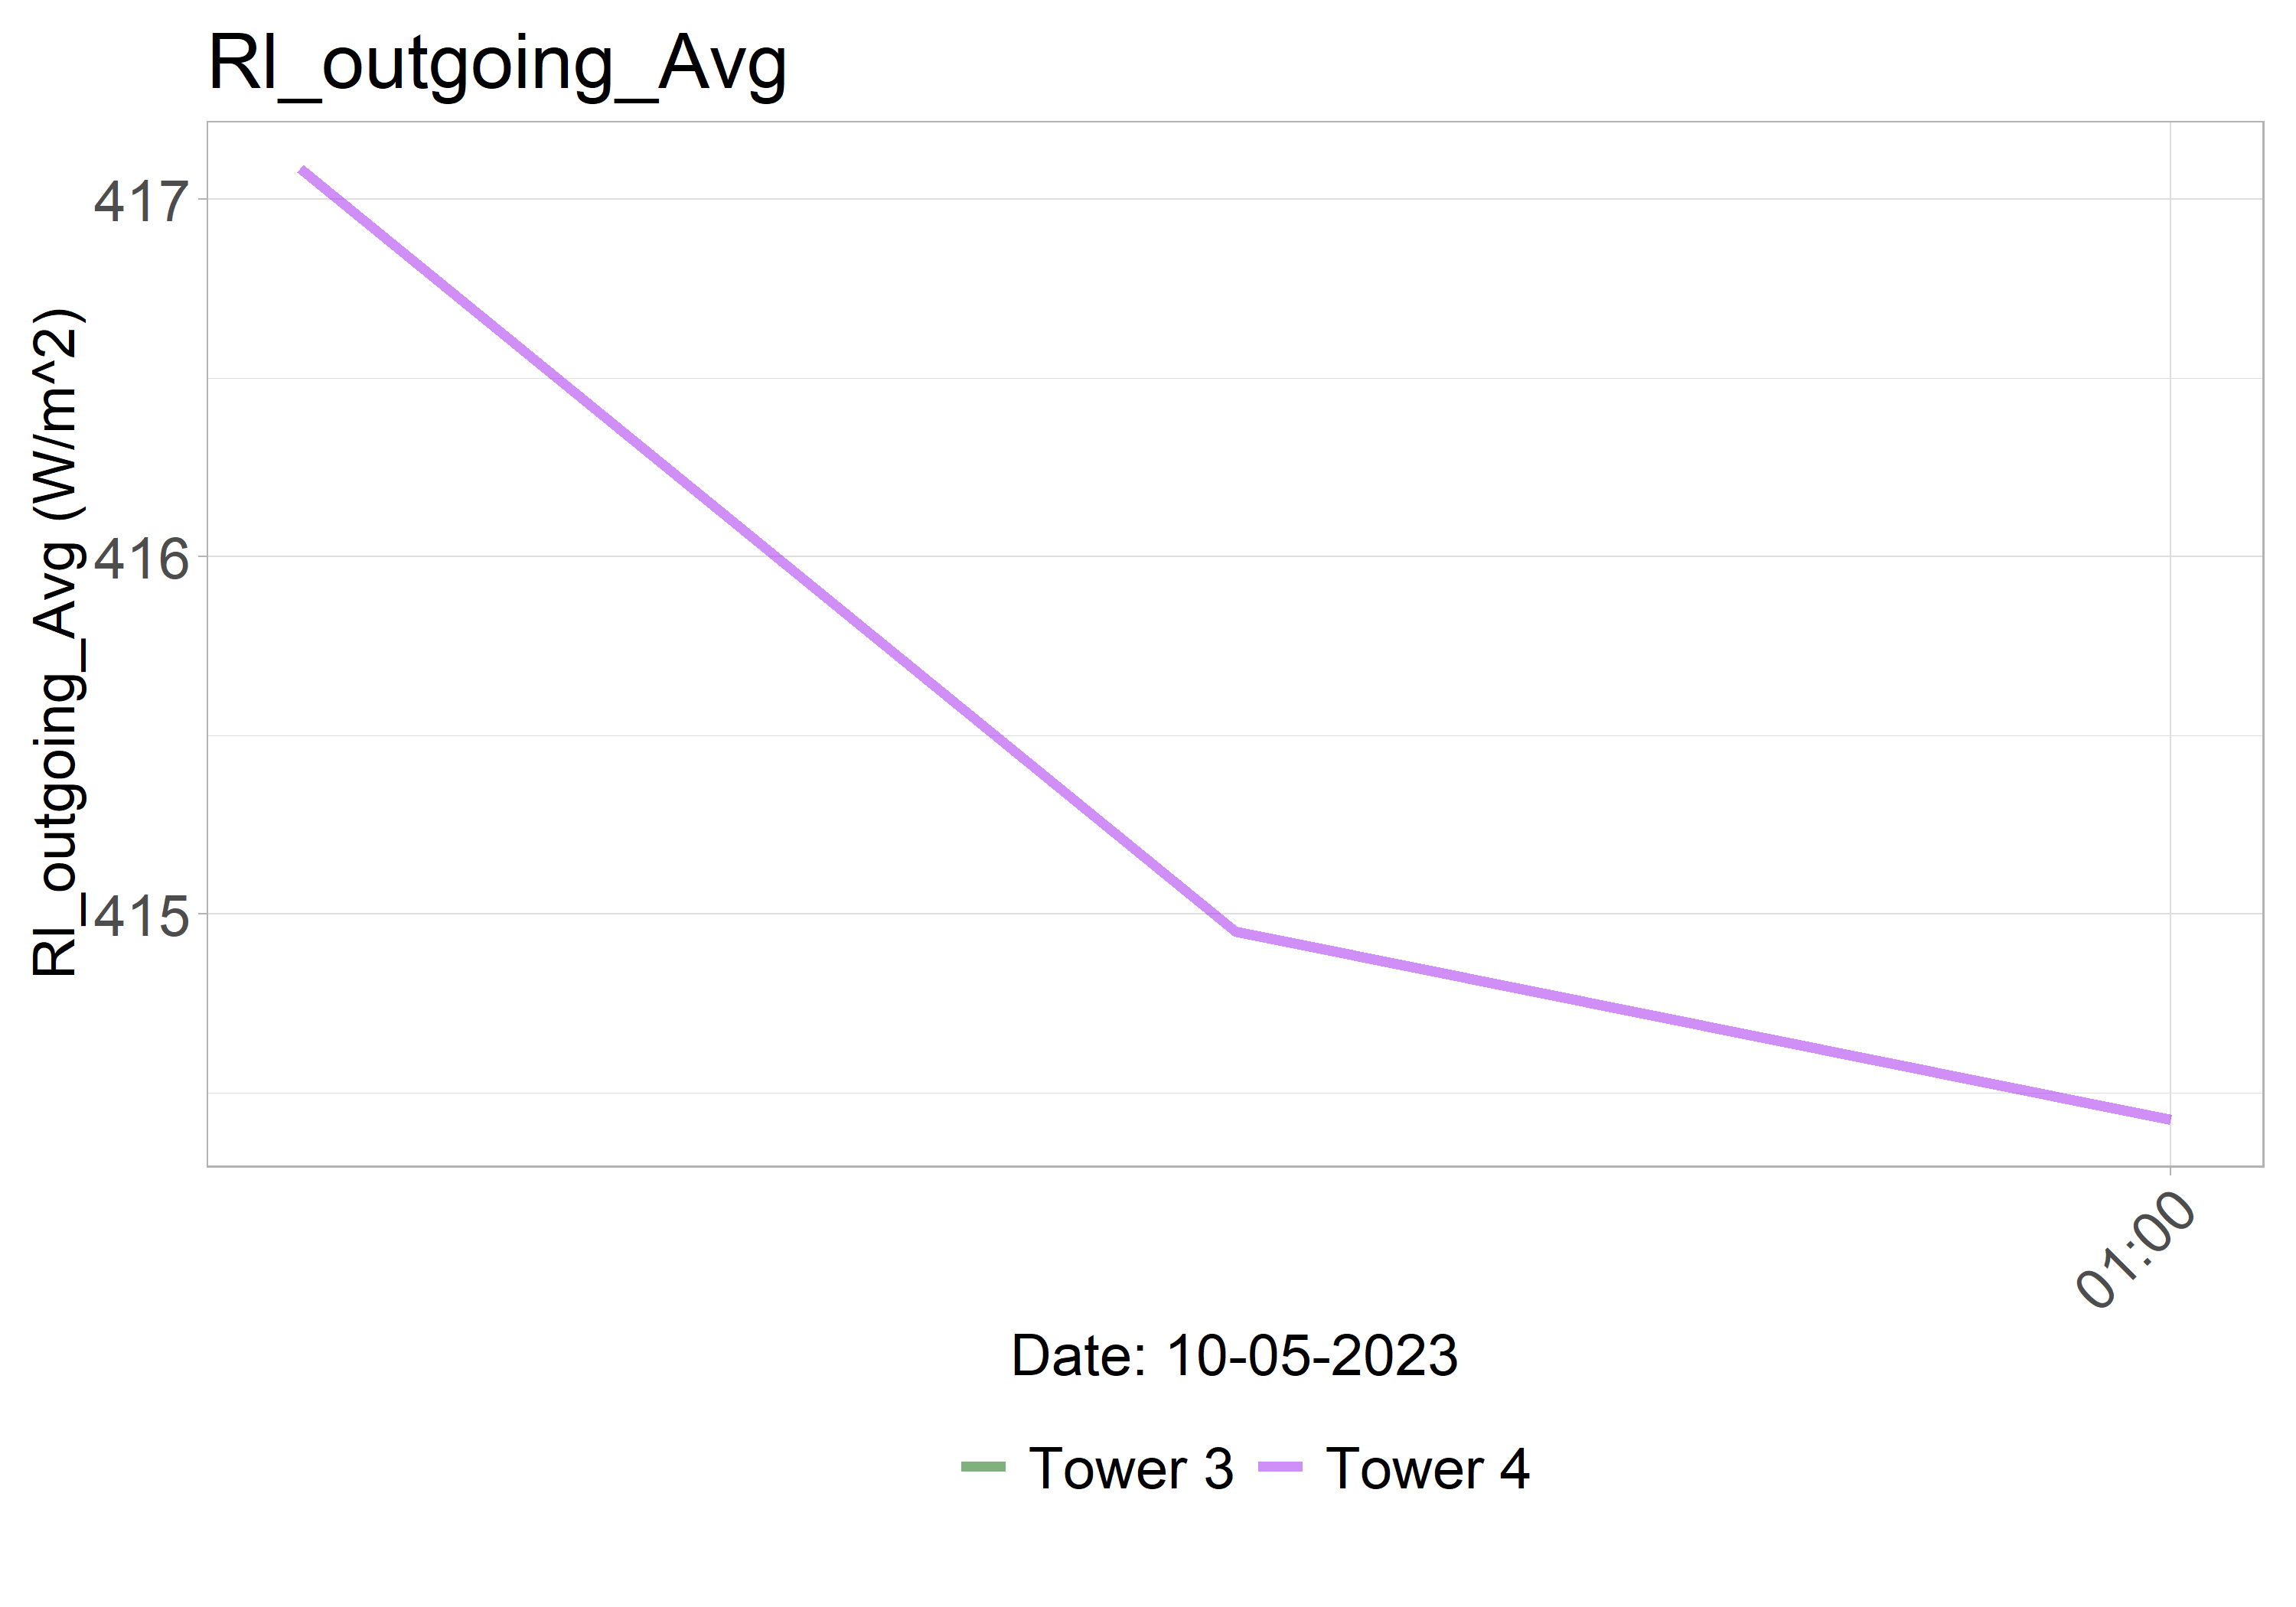 Rl_outgoing_Avg
Rl_outgoing_Avg (W/m^2)
417
416
415
01:00
Date: 10-05-2023
Tower 3 Tower 4